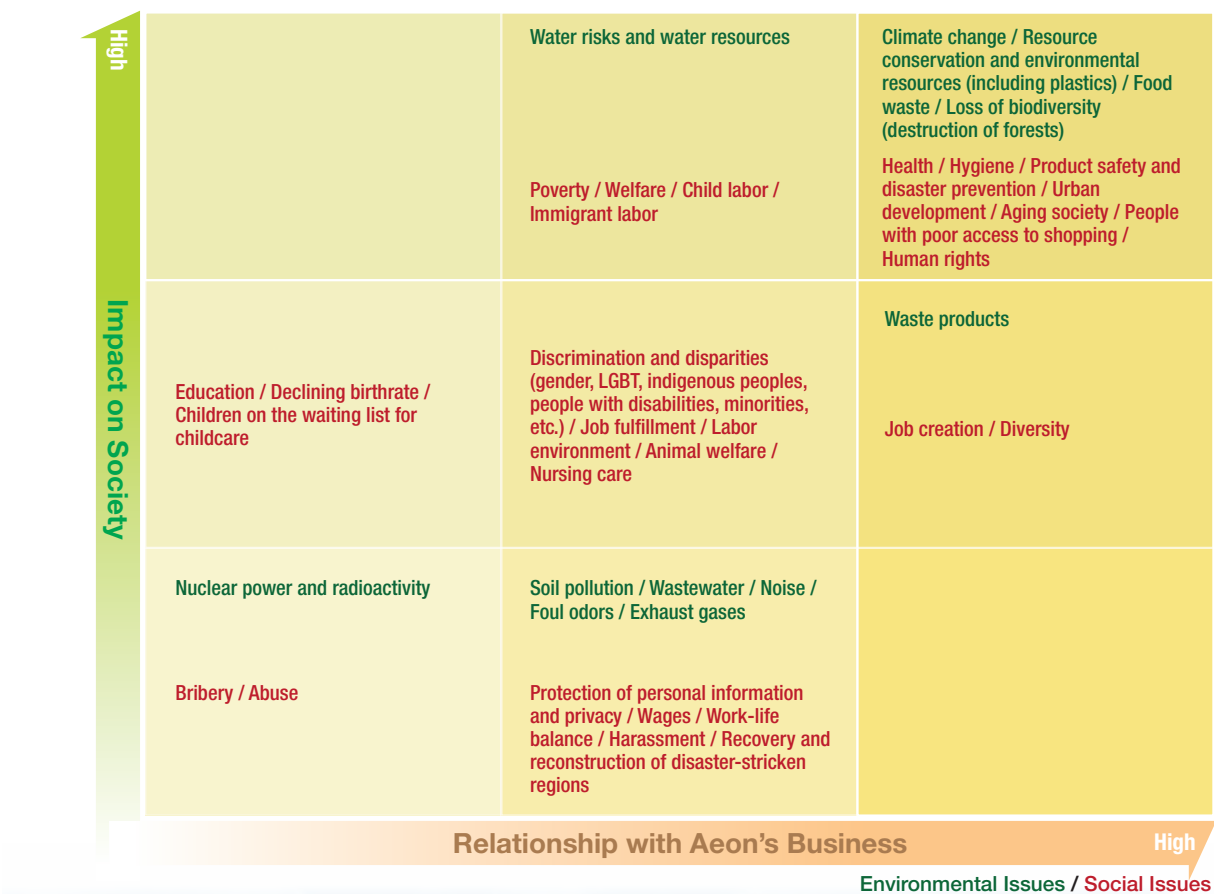 High
Impact on Society
Water risks and water resources
Poverty / Welfare / Child labor /
Immigrant labor
Climate change / Resource
conservation and environmental
resources (including plastics) / Food
waste / Loss of biodiversity
(destruction of forests)
Health / Hygiene / Product safety and
disaster prevention / Urban
development / Aging society / People
with poor access to shopping /
Human rights
Education / Declining birthrate /
Children on the waiting list for
childcare
Discrimination and disparities
(gender, LGBT, indigenous peoples,
people with disabilities, minorities,
etc.) / Job fulfillment / Labor
environment / Animal welfare /
Nursing care
Waste products
Job creation / Diversity
Nuclear power and radioactivity
Bribery / Abuse
Soil pollution / Wastewater / Noise /
Foul odors / Exhaust gases
Protection of personal information
and privacy / Wages / Work-life
balance / Harassment / Recovery and
reconstruction of disaster-stricken
regions
Relationship with Aeon's Business
High
Environmental Issues / Social Issues